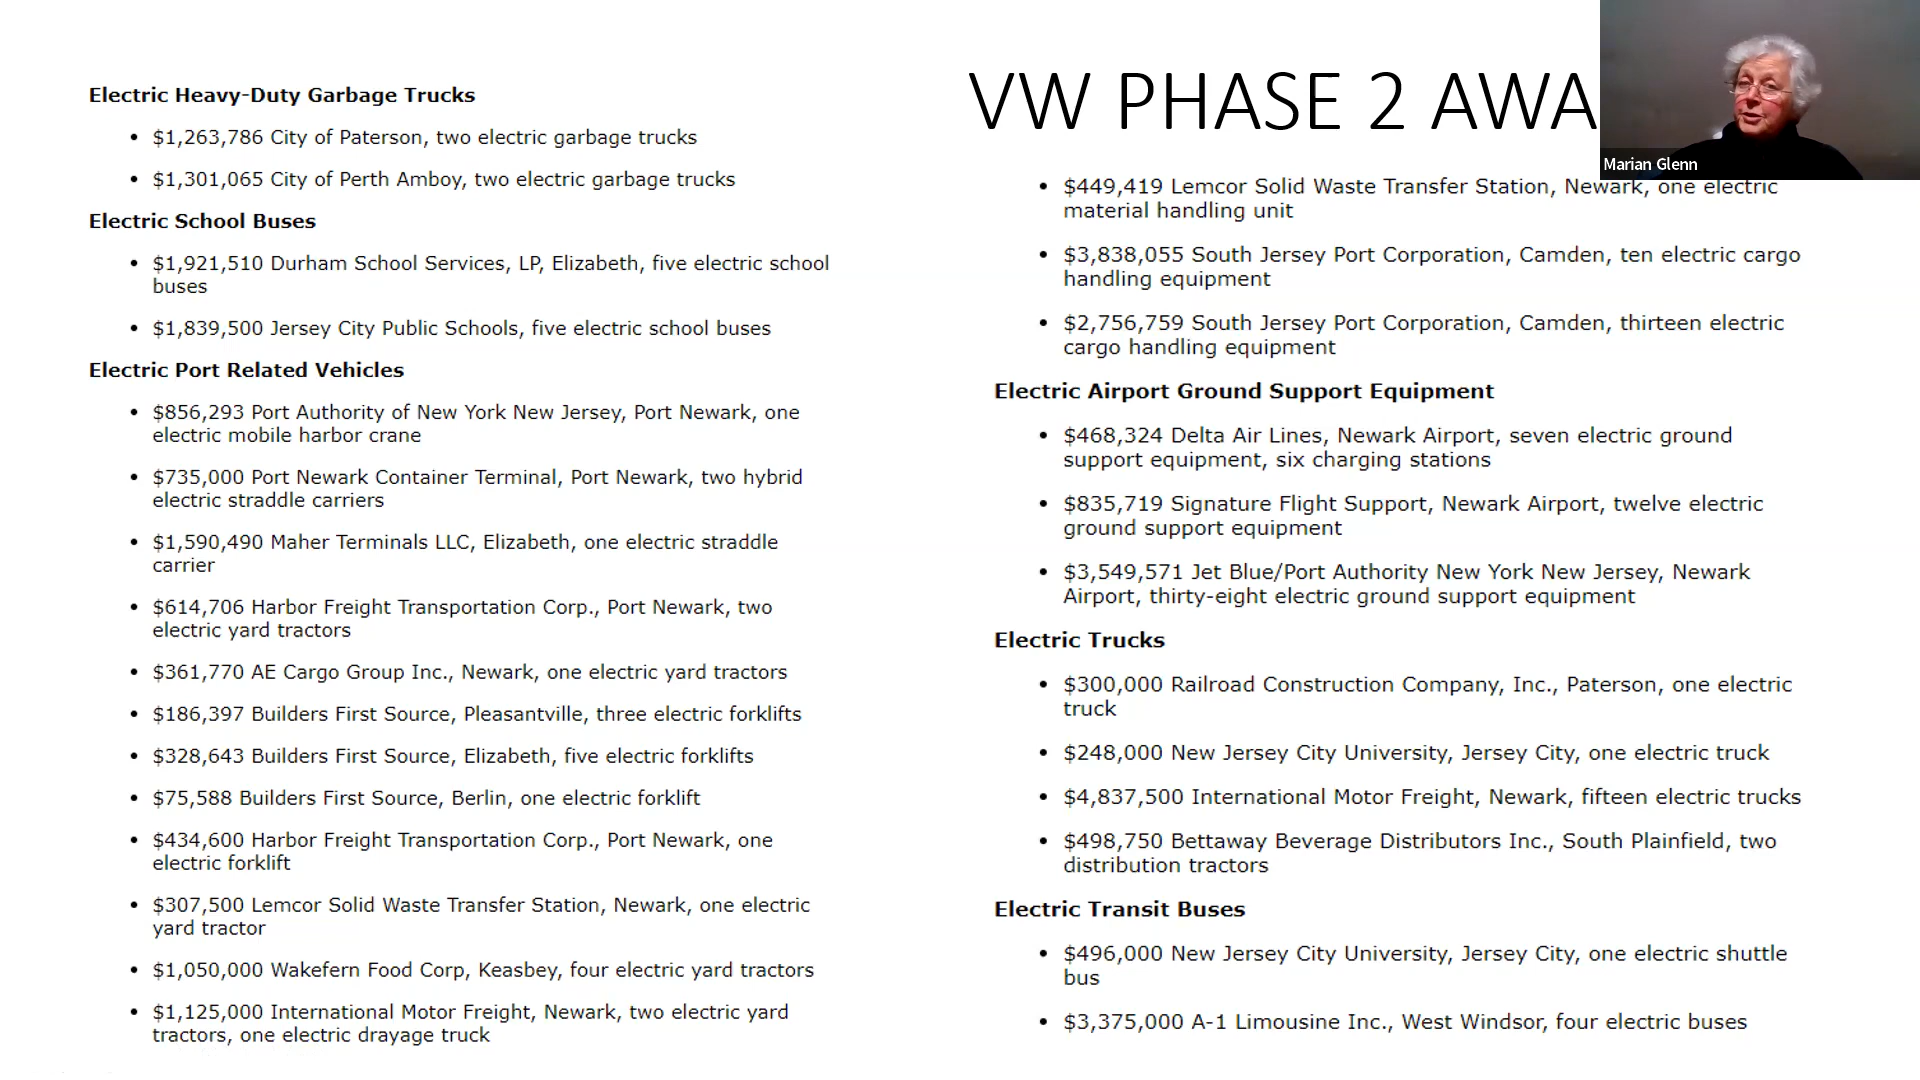 Electric Heavy-Duty Garbage Trucks
• $1,263,786 City of Paterson, two electric garbage trucks
• $1,301,065 City of Perth Amboy, two electric garbage trucks
Electric School Buses
• $1,921,510 Durham School Services, LP, Elizabeth, five electric school
buses
• $1,839,500 Jersey City Public Schools, five electric school buses
Electric Port Related Vehicles
• $856,293 Port Authority of New York New Jersey, Port Newark, one
electric mobile harbor crane
• $735,000 Port Newark Container Terminal, Port Newark, two hybrid
electric straddle carriers
• $1,590,490 Maher Terminals LLC, Elizabeth, one electric straddle
carrier
• $614,706 Harbor Freight Transportation Corp., Port Newark, two
electric yard tractors
• $361,770 AE Cargo Group Inc., Newark, one electric yard tractors
• $186,397 Builders First Source, Pleasantville, three electric forklifts
• $328,643 Builders First Source, Elizabeth, five electric forklifts
• $75,588 Builders First Source, Berlin, one electric forklift
• $434,600 Harbor Freight Transportation Corp., Port Newark, one
electric forklift
• $307,500 Lemcor Solid Waste Transfer Station, Newark, one electric
yard tractor
• $1,050,000 Wakefern Food Corp, Keasbey, four electric yard tractors
• $1,125,000 International Motor Freight, Newark, two electric yard
tractors, one electric drayage truck
VW PHASE 2 AWA
Marian Glenn
• $449,419 Lemcor Solid Waste Transfer Station, Newark, one electric
material handling unit
• $3,838,055 South Jersey Port Corporation, Camden, ten electric cargo
handling equipment
• $2,756,759 South Jersey Port Corporation, Camden, thirteen electric
cargo handling equipment
Electric Airport Ground Support Equipment
• $468,324 Delta Air Lines, Newark Airport, seven electric ground
support equipment, six charging stations
• $835,719 Signature Flight Support, Newark Airport, twelve electric
ground support equipment
• $3,549,571 Jet Blue/Port Authority New York New Jersey, Newark
Airport, thirty-eight electric ground support equipment
Electric Trucks
• $300,000 Railroad Construction Company, Inc., Paterson, one electric
truck
• $248,000 New Jersey City University, Jersey City, one electric truck
• $4,837,500 International Motor Freight, Newark, fifteen electric trucks
• $498,750 Bettaway Beverage Distributors Inc., South Plainfield, two
distribution tractors
Electric Transit Buses
• $496,000 New Jersey City University, Jersey City, one electric shuttle
bus
• $3,375,000 A-1 Limousine Inc., West Windsor, four electric buses